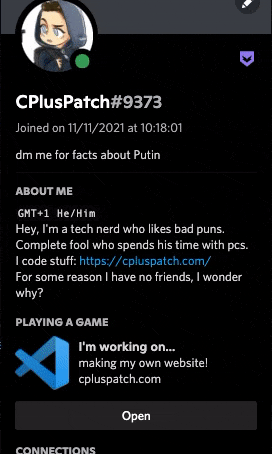 CPlusPatch#9373
Joined on 11/11/2021 at 10:18:01
dm me for facts about Putin
ABOUT ME
GMT+1 He/Him
Hey, I'm a tech nerd who likes bad puns.
Complete fool who spends his time with pcs.
I code stuff: https://cpluspatch.com/
For some reason I have no friends, I wonder
why?
PLAYING A GAME
I'm working on...
making my own website!
cpluspatch.com
Open
CONNECTIONS